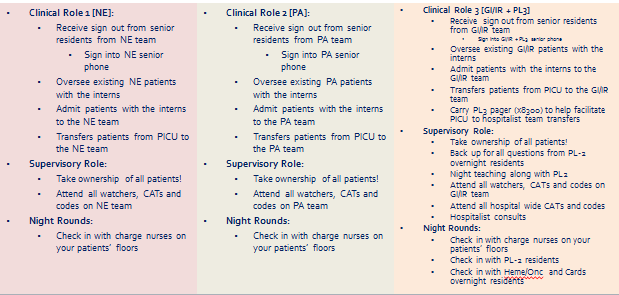 Clinical Role 1 [NE]:
Receive sign out from senior
residents from NE team
Sign into NE senior
phone
Oversee existing NE patients
with the interns
Admit patients with the interns
to the NE team
Transfers patients from PICU to
the NE team
Supervisory Role:
Take ownership of all patients!
Attend all watchers, CATs and
codes on NE team
Night Rounds:
Check in with charge nurses on
your patients' floors
Clinical Role 2 [PA]:
Receive sign out from senior
residents from PA team
Sign into PA senior
phone
Oversee existing PA patients
with the interns
Admit patients with the interns
to the PA team
Transfers patients from PICU to
the PA team
Supervisory Role:
Take ownership of all patients!
Attend all watchers, CATs and
codes on PA team
Night Rounds:
Check in with charge nurses on
your patients' floors
Clinical Role 3 [GI/IR + PL3]
Receive sign out from senior residents
from GI/IR team
Sign into GI/IR + PL3 senior phone
Oversee existing GI/IR patients with the
interns
Admit patients with the interns to the
GI/IR team
Transfers patients from PICU to the GI/IR
team
Carry PL3 pager (x8300) to help facilitate
PICU to hospitalist team transfers
Supervisory Role:
Take ownership of all patients!
Back up for all questions from PL-2
overnight residents
Night teaching along with PL2
Attend all watchers, CATs and codes on
GI/IR team
Attend all hospital wide CATs and codes
Hospitalist consults
Night Rounds:
Check in with charge nurses on your
patients' floors
Check in with PL-2 residents
Check in with Heme/Onc and Cards
overnight residents